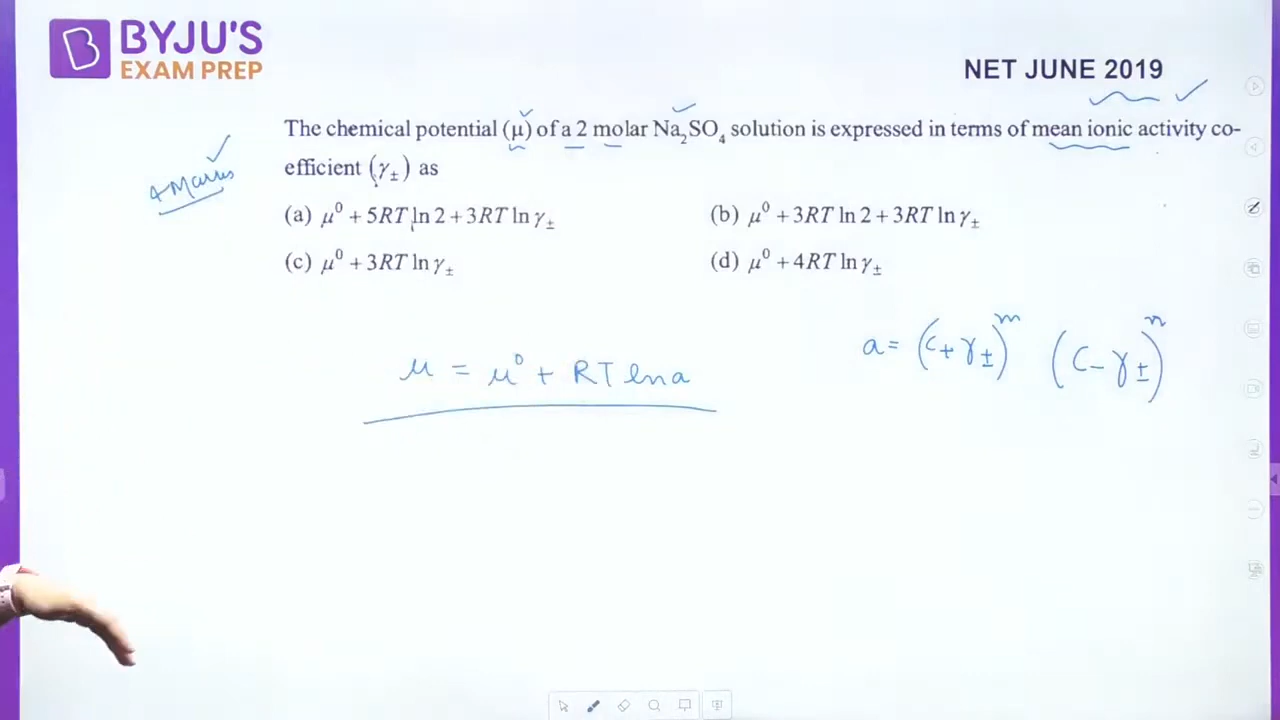 BYJU'S
EXAM PREP
NET JUNE 2019
The chemical potential (μ) of a 2 molar Na₂SO₄ solution is expressed in terms of mean ionic activity co-
efficient (γ±) as
4 Marks
(a) μ⁰ + 5RT ln 2 + 3RT ln γ±
(b) μ⁰ + 3RT ln 2 + 3RT ln γ±
(c) μ⁰ + 3RT ln γ±
(d) μ⁰ + 4RT ln γ±
a = (C₊ γ±)ᵐ (C₋ γ±)ⁿ
μ = μ⁰ + RT ln a